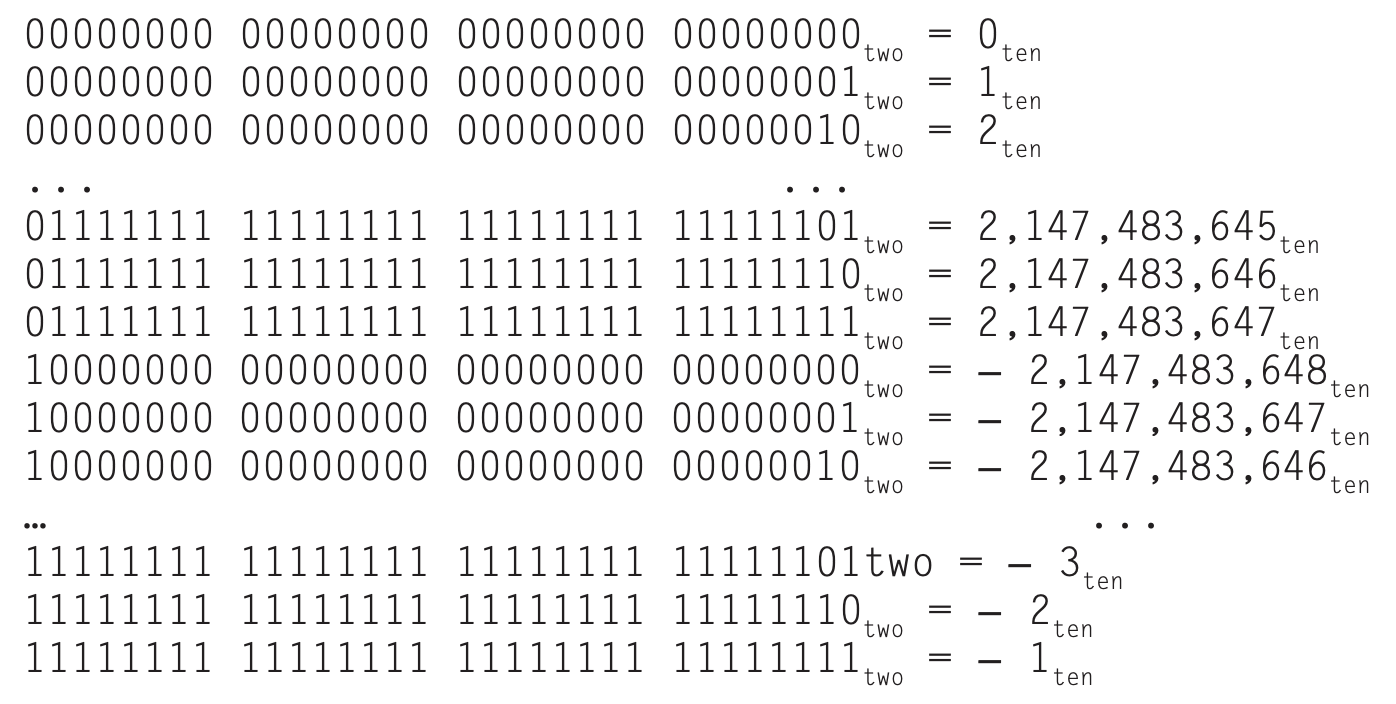 00000000 00000000 00000000 00000000two = 0ten
00000000 00000000 00000000 00000001two = 1ten
00000000 00000000 00000000 00000010two = 2ten
... ...
01111111 11111111 11111111 11111101two = 2,147,483,645ten
01111111 11111111 11111111 11111110two = 2,147,483,646ten
01111111 11111111 11111111 11111111two = 2,147,483,647ten
10000000 00000000 00000000 00000000two = – 2,147,483,648ten
10000000 00000000 00000000 00000001two = – 2,147,483,647ten
10000000 00000000 00000000 00000010two = – 2,147,483,646ten
… ...
11111111 11111111 11111111 11111101two = – 3ten
11111111 11111111 11111111 11111110two = – 2ten
11111111 11111111 11111111 11111111two = – 1ten